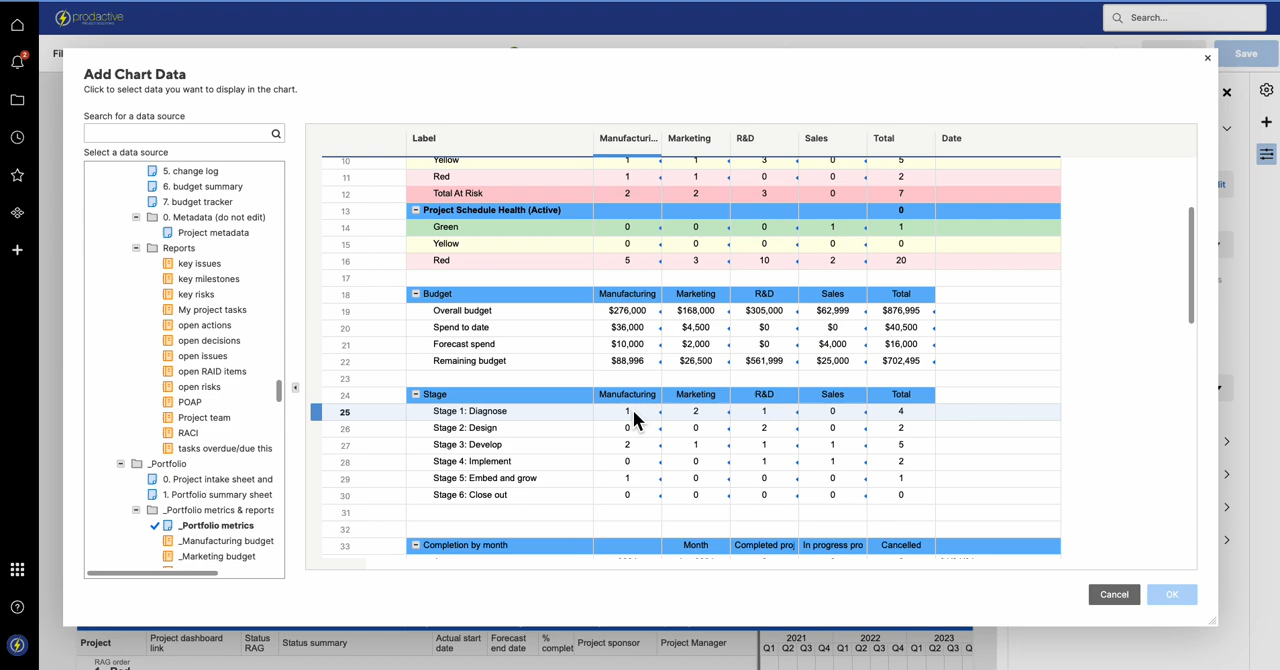 prodactive
PROJECT SOLUTIONS
Search...
2
Fil
Save
Add Chart Data
Click to select data you want to display in the chart.
Search for a data source
Select a data source
5. change log
6. budget summary
7. budget tracker
0. Metadata (do not edit)
Project metadata
Reports
key issues
key milestones
key risks
My project tasks
open actions
open decisions
open issues
open RAID items
open risks
POAP
Project team
RACI
tasks overdue/due this
_Portfolio
0. Project intake sheet and
1. Portfolio summary sheet
_Portfolio metrics & reports
_Portfolio metrics
_Manufacturing budget
_Marketing budget
Label Manufacturi... Marketing R&D Sales Total Date
10 Yellow 1 1 3 0 5
11 Red 1 1 0 0 2
12 Total At Risk 2 2 3 0 7
13 Project Schedule Health (Active) 0
14 Green 0 0 0 1 1
15 Yellow 0 0 0 0 0
16 Red 5 3 10 2 20
17
18 Budget Manufacturing Marketing R&D Sales Total
19 Overall budget $276,000 $168,000 $305,000 $62,999 $876,995
20 Spend to date $36,000 $4,500 $0 $0 $40,500
21 Forecast spend $10,000 $2,000 $0 $4,000 $16,000
22 Remaining budget $88,996 $26,500 $561,999 $25,000 $702,495
23
24 Stage Manufacturing Marketing R&D Sales Total
25 Stage 1: Diagnose 1 2 1 0 4
26 Stage 2: Design 0 0 2 0 2
27 Stage 3: Develop 2 1 1 1 5
28 Stage 4: Implement 0 0 1 1 2
29 Stage 5: Embed and grow 1 0 0 0 1
30 Stage 6: Close out 0 0 0 0 0
31
32
33 Completion by month Month Completed proj In progress pro Cancelled
Cancel OK
Project Project dashboard link Status RAG Status summary Actual start date Forecast end date % complet Project sponsor Project Manager
2021 2022 2023
Q1 Q2 Q3 Q4 Q1 Q2 Q3 Q4 Q1 Q2 Q3 Q
RAG order